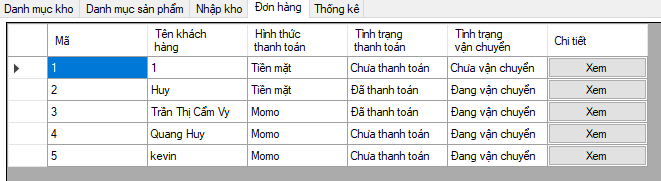 Danh mục kho Danh mục sản phẩm Nhập kho Đơn hàng Thống kê
Mã Tên khách hàng Hình thức thanh toán Tình trạng thanh toán Tình trạng vận chuyển Chi tiết
1 1 Tiền mặt Chưa thanh toán Chưa vận chuyển Xem
2 Huy Tiền mặt Đã thanh toán Đang vận chuyển Xem
3 Trần Thị Cẩm Vy Momo Đã thanh toán Đang vận chuyển Xem
4 Quang Huy Momo Chưa thanh toán Đang vận chuyển Xem
5 kevin Momo Chưa thanh toán Đang vận chuyển Xem